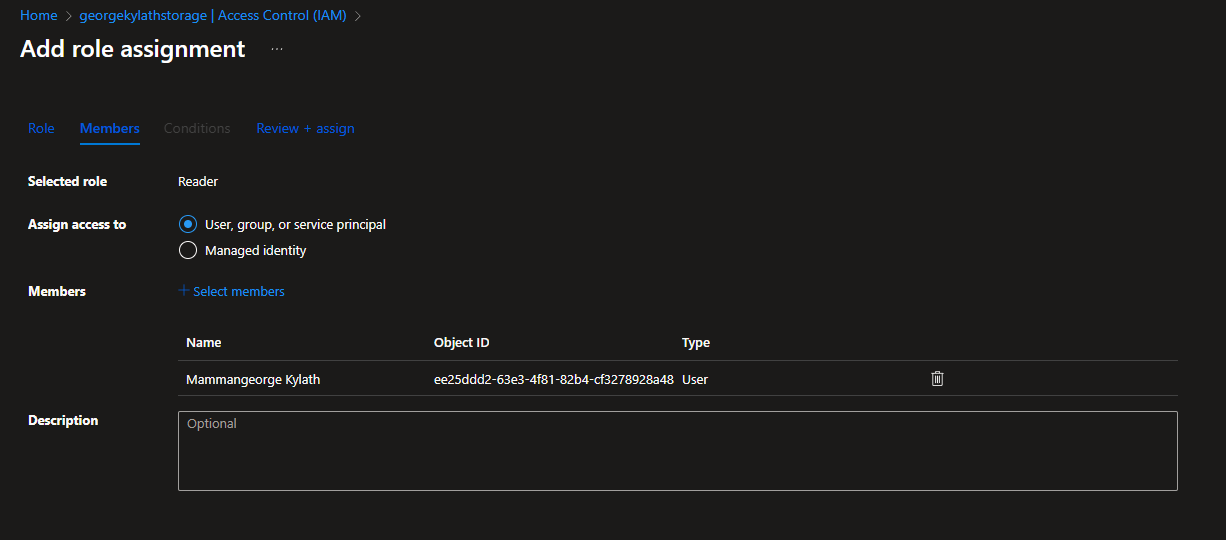 Home > georgekylathstorage | Access Control (IAM) >
Add role assignment ...
Role Members Conditions Review + assign
Selected role Reader
Assign access to User, group, or service principal
Managed identity
Members + Select members
Name Object ID Type
Mammangeorge Kylath ee25ddd2-63e3-4f81-82b4-cf3278928a48 User
Description Optional